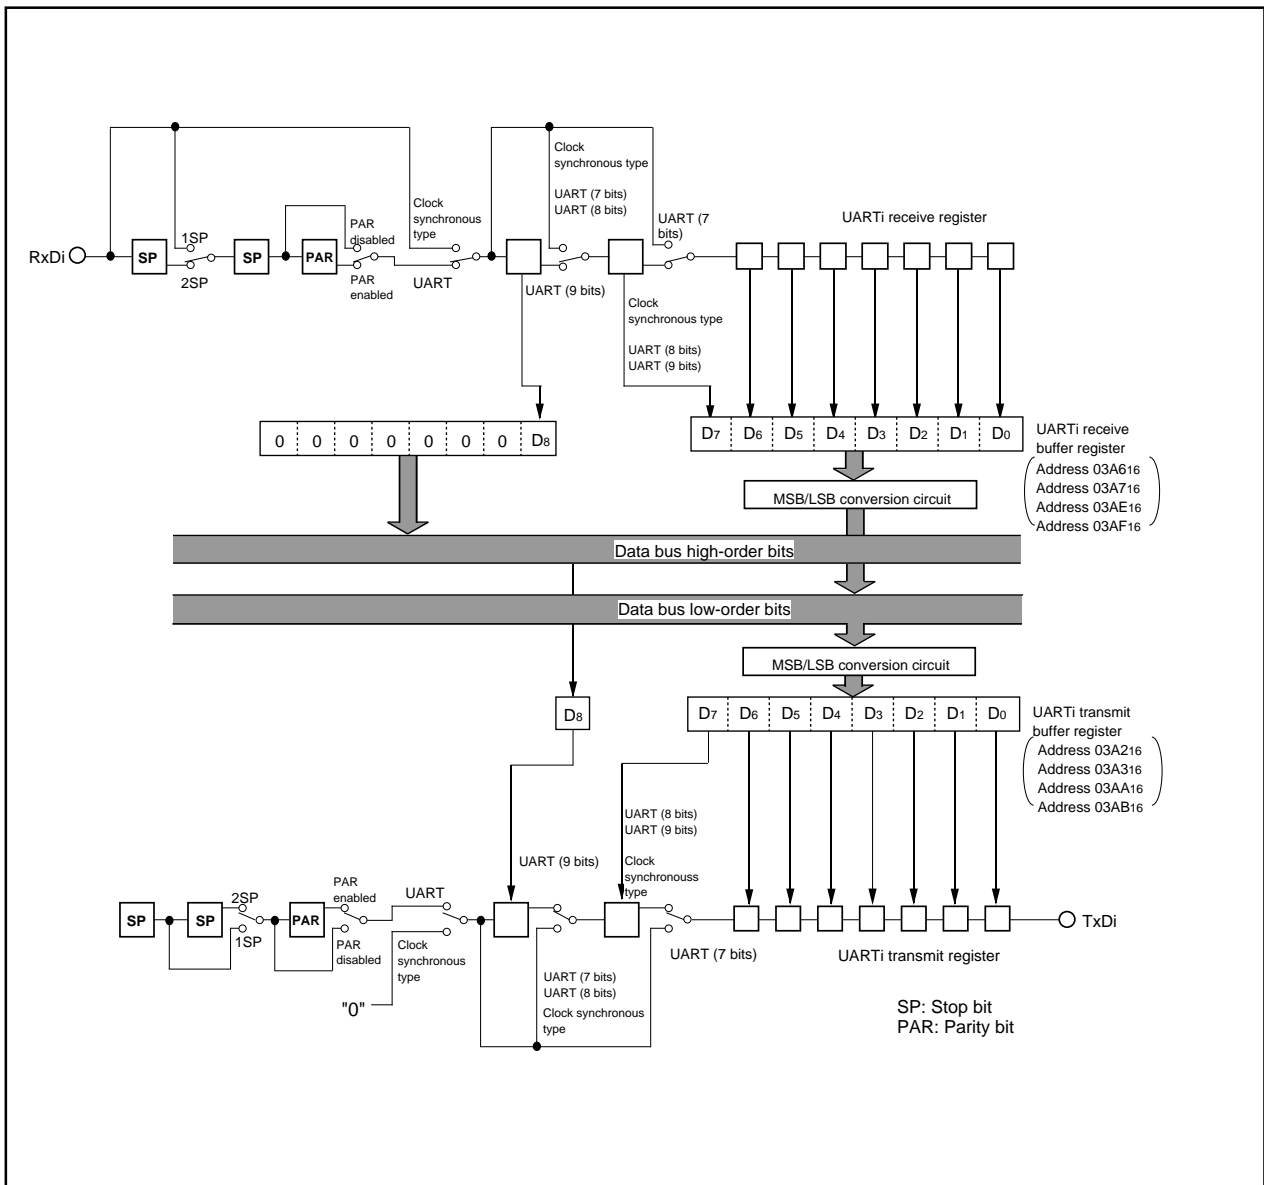 Clock
synchronous type
UART (7 bits)
UART (8 bits)
Clock
synchronous
type
PAR
disabled
UART (7
bits)
UARTi receive register
RxDi
SP
1SP
2SP
SP
PAR
PAR
enabled
UART
UART (9 bits)
Clock
synchronous type
UART (8 bits)
UART (9 bits)
0 0 0 0 0 0 0 D8
D7 D6 D5 D4 D3 D2 D1 D0
UARTi receive
buffer register
Address 03A616
Address 03A716
Address 03AE16
Address 03AF16
MSB/LSB conversion circuit
Data bus high-order bits
Data bus low-order bits
MSB/LSB conversion circuit
D8
D7 D6 D5 D4 D3 D2 D1 D0
UARTi transmit
buffer register
Address 03A216
Address 03A316
Address 03AA16
Address 03AB16
UART (8 bits)
UART (9 bits)
UART (9 bits)
Clock
synchronouss
type
SP
SP
2SP
1SP
PAR
PAR
enabled
PAR
disabled
UART
Clock
synchronous
type
"0"
UART (7 bits)
UART (8 bits)
Clock synchronous
type
UART (7 bits)
UARTi transmit register
TxDi
SP: Stop bit
PAR: Parity bit